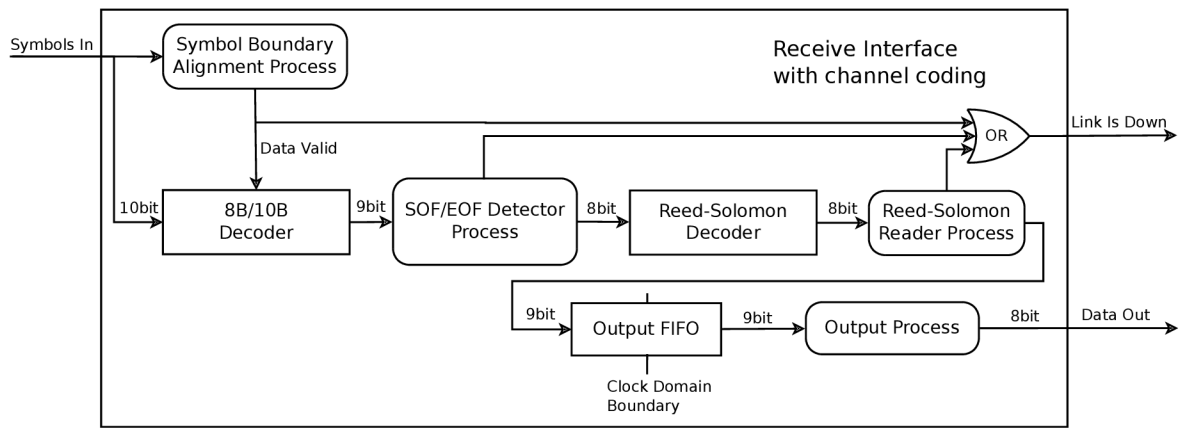 Symbols In
Symbol Boundary
Alignment Process
Receive Interface
with channel coding
OR
Link Is Down
Data Valid
10bit
8B/10B
Decoder
9bit
SOF/EOF Detector
Process
8bit
Reed-Solomon
Decoder
8bit
Reed-Solomon
Reader Process
9bit
Output FIFO
9bit
Output Process
8bit
Data Out
Clock Domain
Boundary